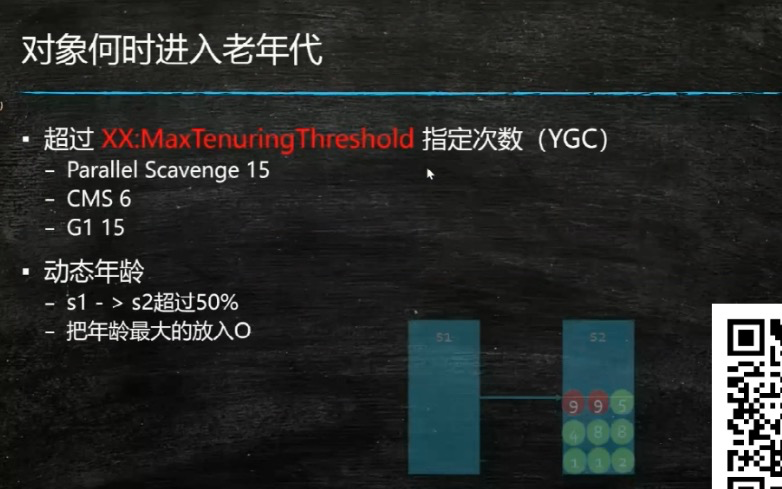 对象何时进入老年代
▪ 超过 XX:MaxTenuringThreshold 指定次数（YGC）
– Parallel Scavenge 15
– CMS 6
– G1 15
▪ 动态年龄
– s1 - > s2超过50%
– 把年龄最大的放入O
S1 S2
9 9 5
4 8 8
1 1 2